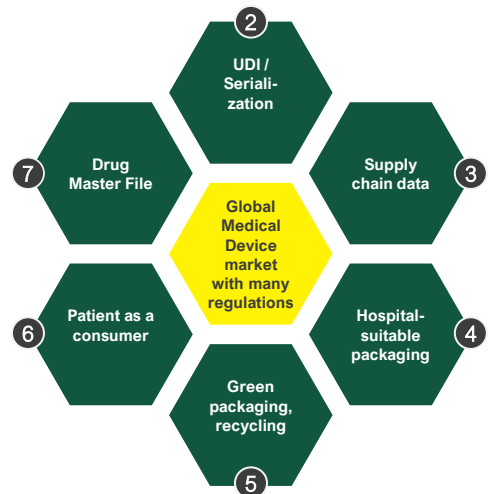 2
UDI /
Seriali-
zation
7
Drug
Master File
Supply
chain data
3
Global
Medical
Device
market
with many
regulations
6
Patient as a
consumer
Hospital-
suitable
packaging
4
Green
packaging,
recycling
5